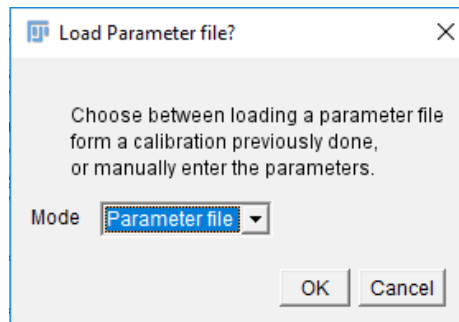 Load Parameter file?
Choose between loading a parameter file
form a calibration previously done,
or manually enter the parameters.
Mode Parameter file
OK Cancel